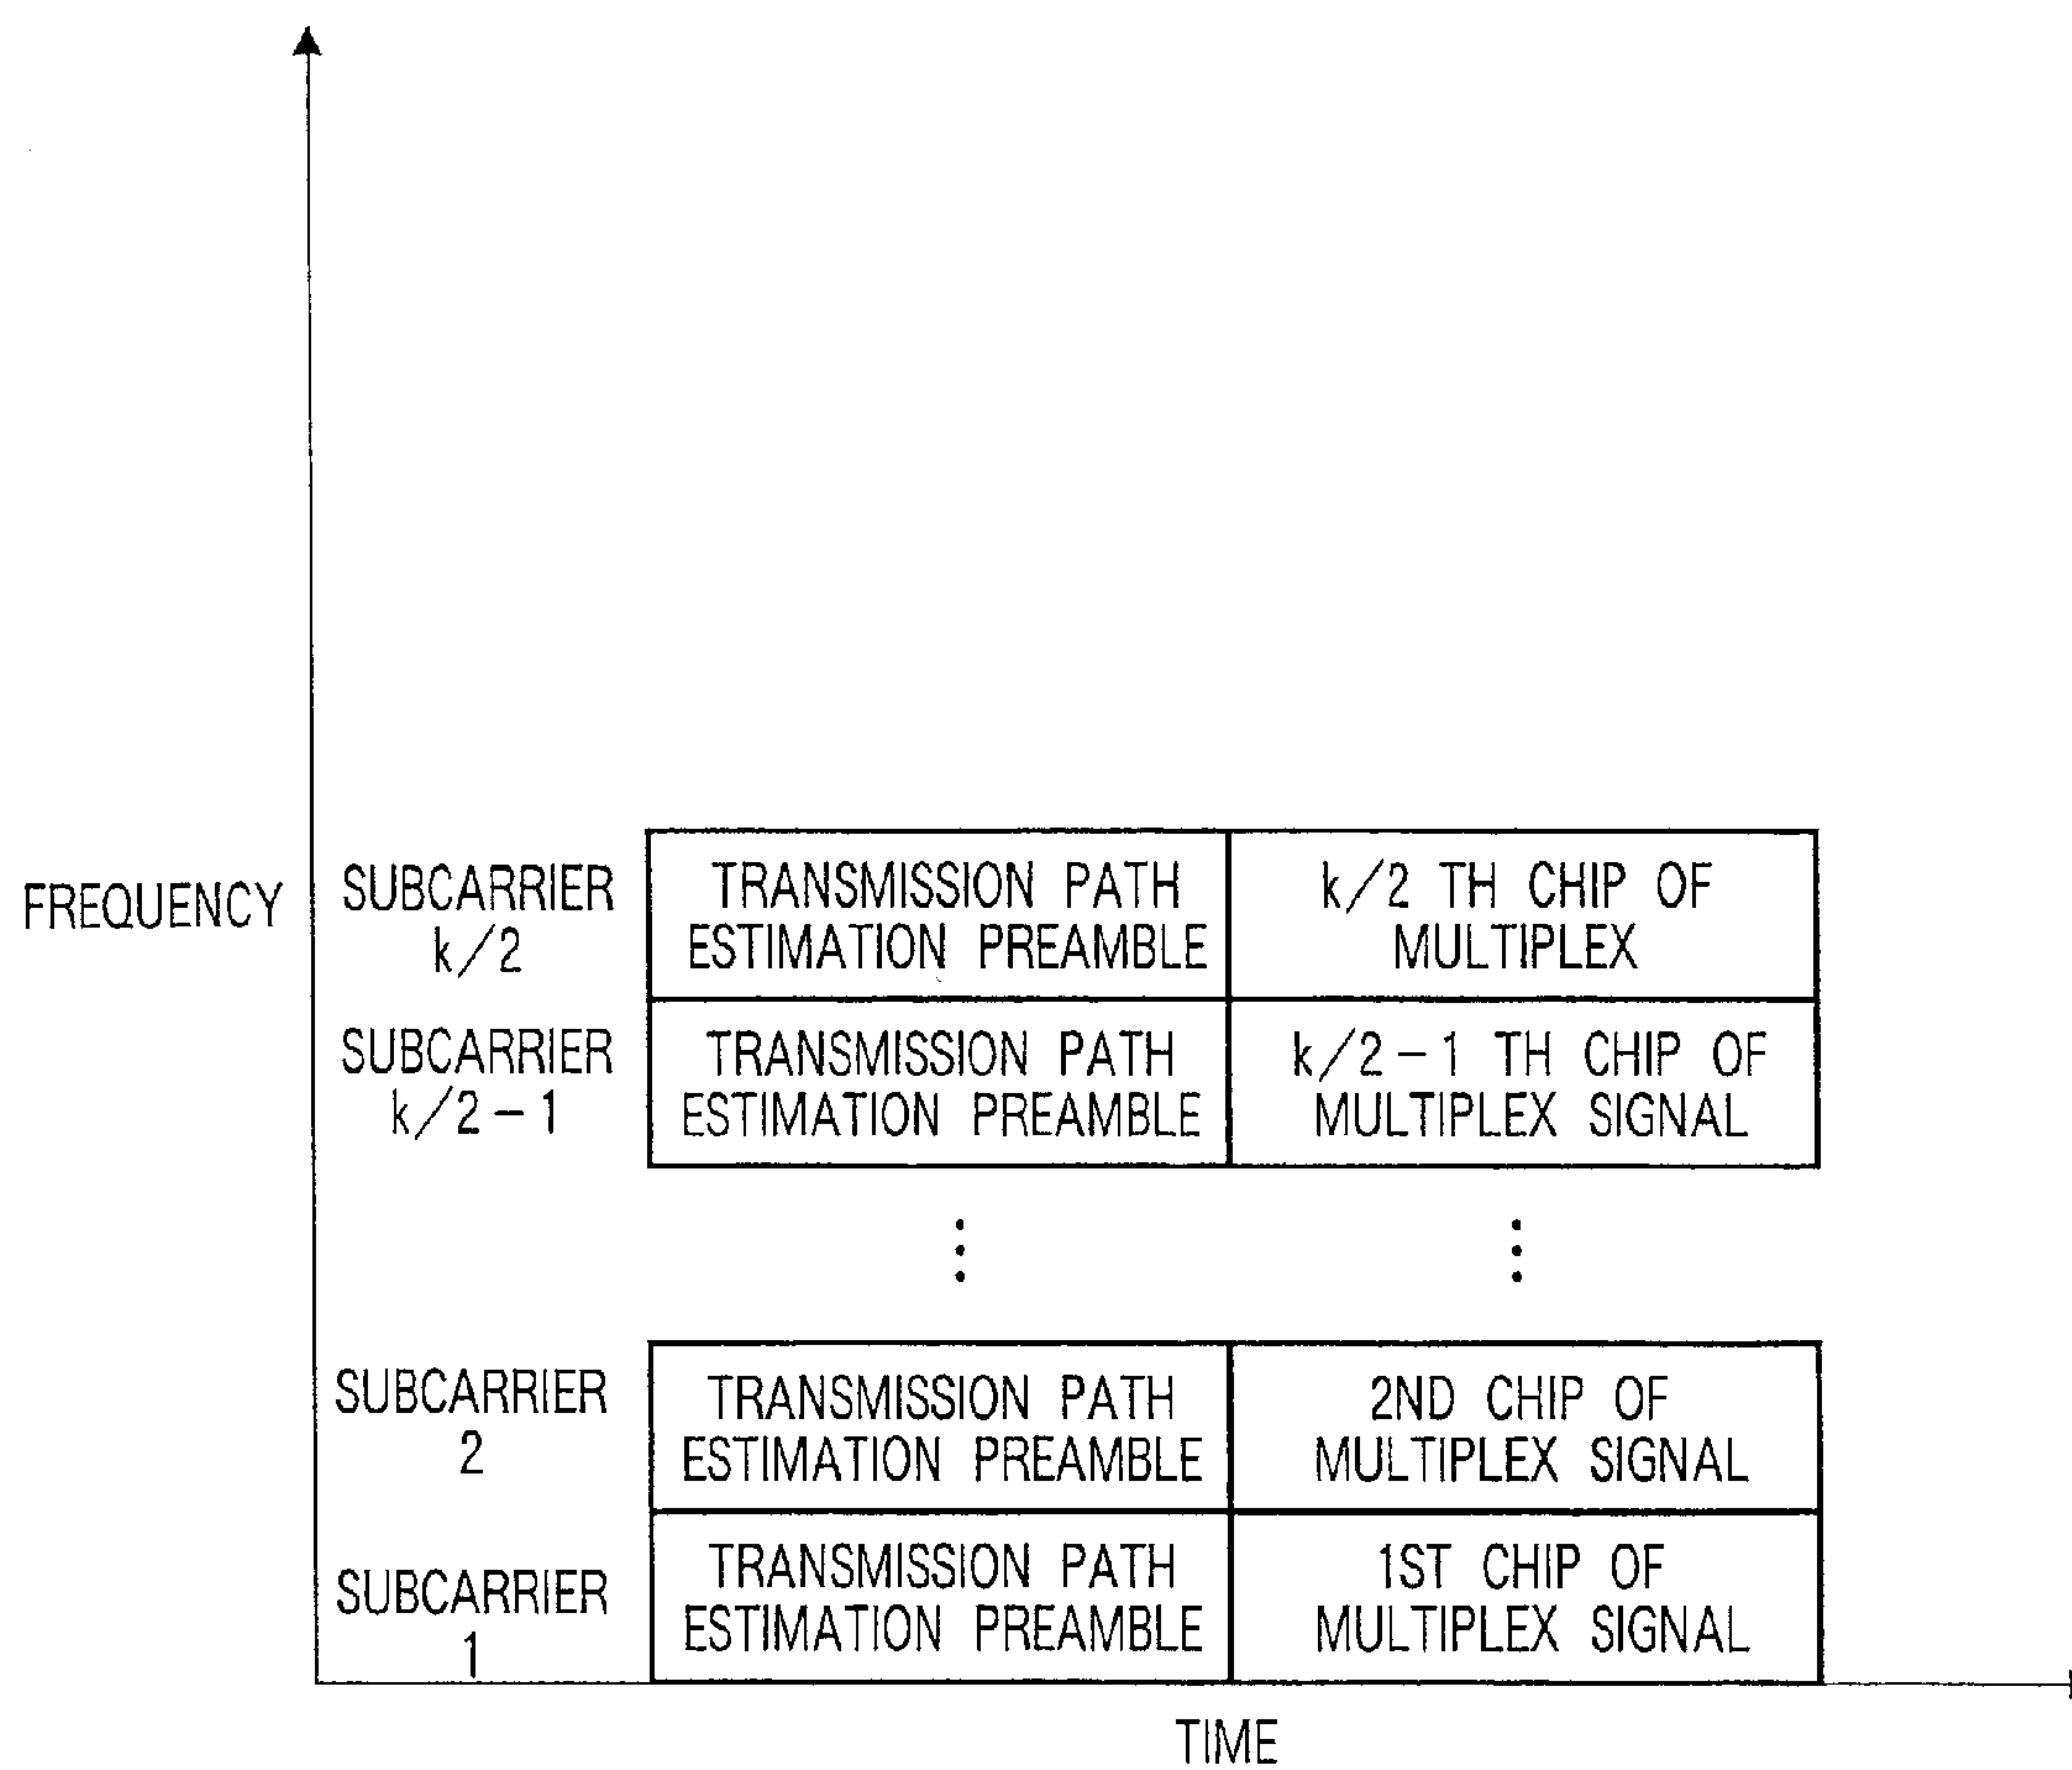 FREQUENCY
SUBCARRIER
k/2
TRANSMISSION PATH
ESTIMATION PREAMBLE
k/2 TH CHIP OF
MULTIPLEX
SUBCARRIER
k/2-1
TRANSMISSION PATH
ESTIMATION PREAMBLE
k/2-1 TH CHIP OF
MULTIPLEX SIGNAL
SUBCARRIER
2
TRANSMISSION PATH
ESTIMATION PREAMBLE
2ND CHIP OF
MULTIPLEX SIGNAL
SUBCARRIER
1
TRANSMISSION PATH
ESTIMATION PREAMBLE
1ST CHIP OF
MULTIPLEX SIGNAL
TIME